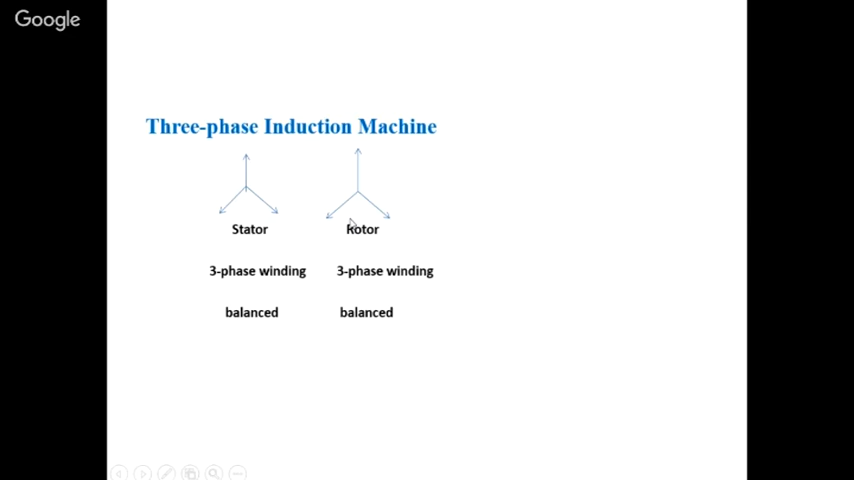 Google
Three-phase Induction Machine
Stator Rotor
3-phase winding 3-phase winding
balanced balanced